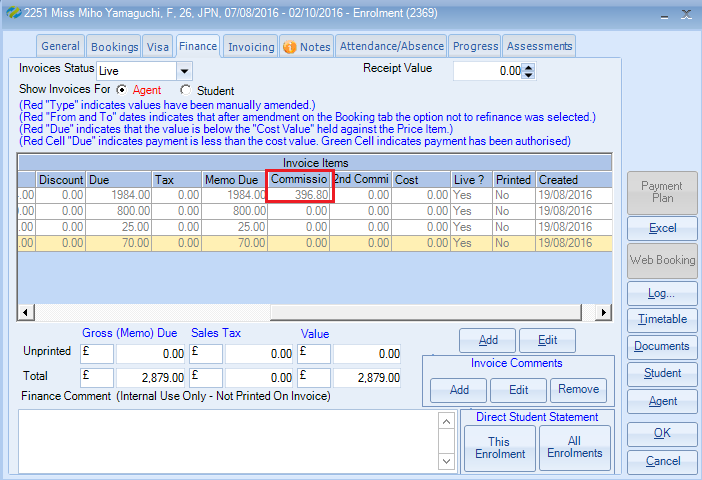 2251 Miss Miho Yamaguchi, F, 26, JPN, 07/08/2016 - 02/10/2016 - Enrolment (2369)
General Bookings Visa Finance Invoicing Notes Attendance/Absence Progress Assessments
Invoices Status Live Receipt Value 0.00
Show Invoices For Agent Student
(Red "Type" indicates values have been manually amended.)
(Red "From and To" dates indicates that after amendment on the Booking tab the option not to refinance was selected.)
(Red "Due" indicates that the value is below the "Cost Value" held against the Price Item.)
(Red Cell "Due" indicates payment is less than the cost value. Green Cell indicates payment has been authorised)
Invoice Items
Discount Due Tax Memo Due Commissio 2nd Commi Cost Live ? Printed Created
4.00 0.00 1984.00 0.00 1984.00 396.80 0.00 0.00 Yes No 19/08/2016
0.00 0.00 800.00 0.00 800.00 0.00 0.00 0.00 Yes No 19/08/2016
5.00 0.00 25.00 0.00 25.00 0.00 0.00 0.00 Yes No 19/08/2016
0.00 0.00 70.00 0.00 70.00 0.00 0.00 0.00 Yes No 19/08/2016
Payment
Plan
Excel
Web Booking
Log...
Timetable
Documents
Student
Agent
OK
Cancel
Gross (Memo) Due Sales Tax Value
Unprinted £ 0.00 £ 0.00 £ 0.00
Total £ 2,879.00 £ 0.00 £ 2,879.00
Add Edit
Invoice Comments
Add Edit Remove
Finance Comment (Internal Use Only - Not Printed On Invoice)
Direct Student Statement
This
Enrolment
All
Enrolments